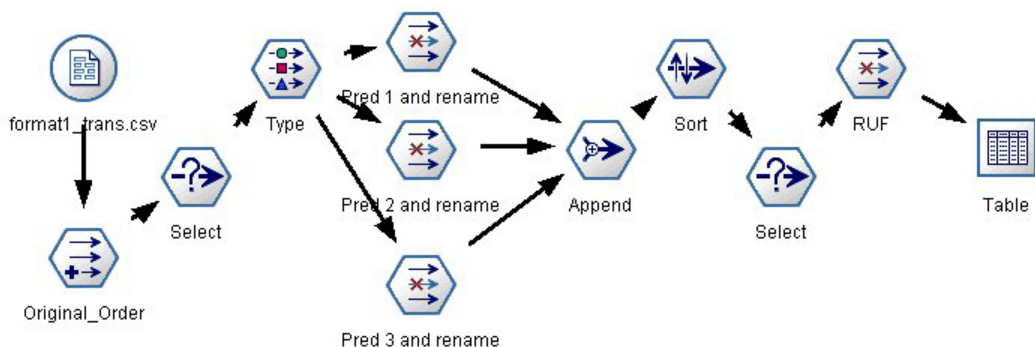 Pred 1 and rename
format1_trans.csv
Type
Sort
RUF
Pred 2 and rename
Select
Append
Select
Table
Original_Order
Pred 3 and rename